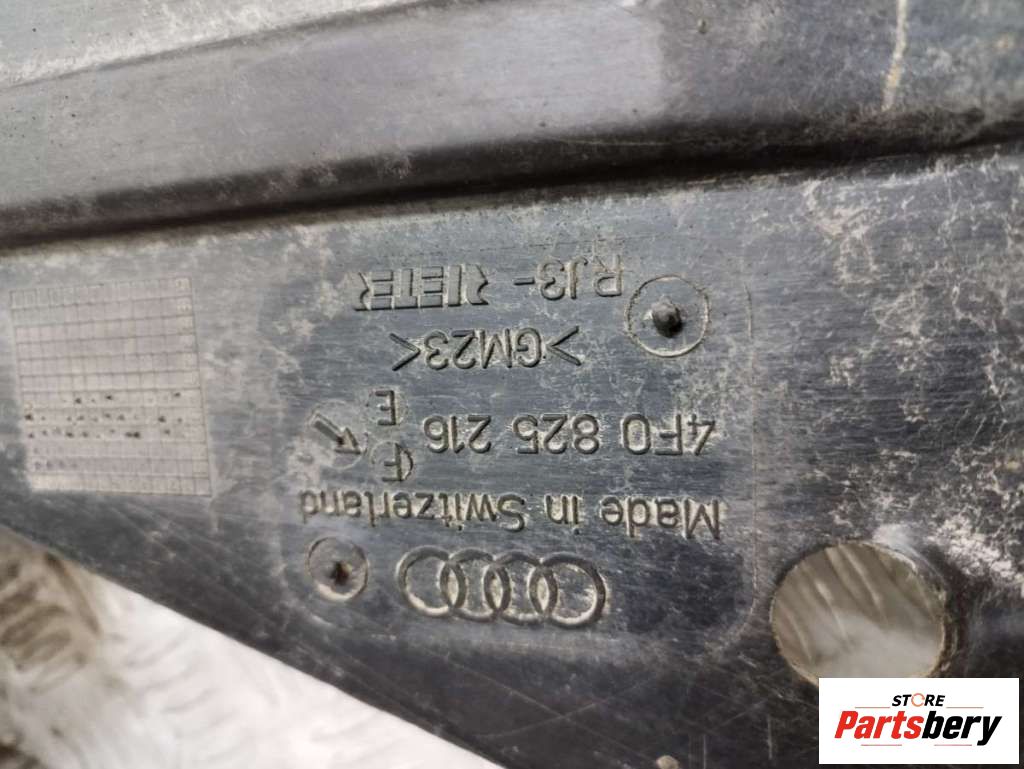 Made in Switzerland
F
4F0 825 216 E
>GM23<
RJ3-RIETER
STORE
Partsbery